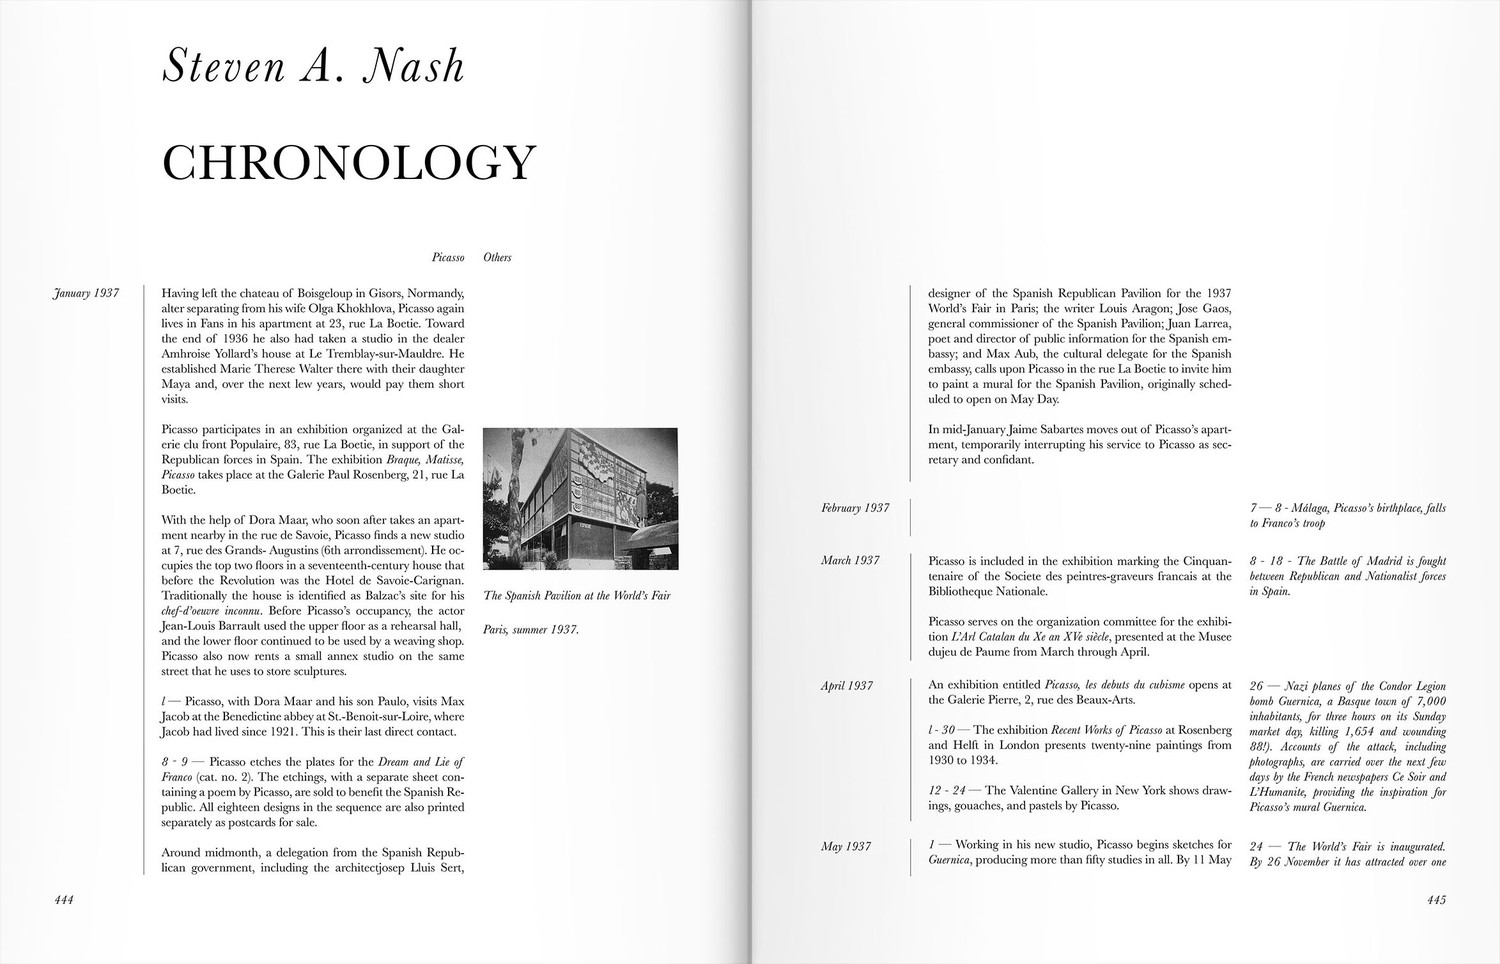 Steven A. Nash
CHRONOLOGY
Picasso Others
January 1937
Having left the chateau of Boisgeloup in Gisors, Normandy,
alter separating from his wife Olga Khokhlova, Picasso again
lives in Fans in his apartment at 23, rue La Boetie. Toward
the end of 1936 he also had taken a studio in the dealer
Amhroise Yollard's house at Le Tremblay-sur-Mauldre. He
established Marie Therese Walter there with their daughter
Maya and, over the next lew years, would pay them short
visits.
Picasso participates in an exhibition organized at the Gal-
erie clu front Populaire, 83, rue La Boetie, in support of the
Republican forces in Spain. The exhibition Braque, Matisse,
Picasso takes place at the Galerie Paul Rosenberg, 21, rue La
Boetie.
With the help of Dora Maar, who soon after takes an apart-
ment nearby in the rue de Savoie, Picasso finds a new studio
at 7, rue des Grands- Augustins (6th arrondissement). He oc-
cupies the top two floors in a seventeenth-century house that
before the Revolution was the Hotel de Savoie-Carignan.
Traditionally the house is identified as Balzac's site for his
chef-d'oeuvre inconnu. Before Picasso's occupancy, the actor
Jean-Louis Barrault used the upper floor as a rehearsal hall,
and the lower floor continued to be used by a weaving shop.
Picasso also now rents a small annex studio on the same
street that he uses to store sculptures.
l — Picasso, with Dora Maar and his son Paulo, visits Max
Jacob at the Benedictine abbey at St.-Benoit-sur-Loire, where
Jacob had lived since 1921. This is their last direct contact.
8 - 9 — Picasso etches the plates for the Dream and Lie of
Franco (cat. no. 2). The etchings, with a separate sheet con-
taining a poem by Picasso, are sold to benefit the Spanish Re-
public. All eighteen designs in the sequence are also printed
separately as postcards for sale.
Around midmonth, a delegation from the Spanish Repub-
lican government, including the architectjosep Lluis Sert,
The Spanish Pavilion at the World's Fair
Paris, summer 1937.
444
designer of the Spanish Republican Pavilion for the 1937
World's Fair in Paris; the writer Louis Aragon; Jose Gaos,
general commissioner of the Spanish Pavilion; Juan Larrea,
poet and director of public information for the Spanish em-
bassy; and Max Aub, the cultural delegate for the Spanish
embassy, calls upon Picasso in the rue La Boetie to invite him
to paint a mural for the Spanish Pavilion, originally sched-
uled to open on May Day.
In mid-January Jaime Sabartes moves out of Picasso's apart-
ment, temporarily interrupting his service to Picasso as sec-
retary and confidant.
February 1937
7 — 8 - Málaga, Picasso's birthplace, falls
to Franco's troop
March 1937
Picasso is included in the exhibition marking the Cinquan-
tenaire of the Societe des peintres-graveurs francais at the
Bibliotheque Nationale.
Picasso serves on the organization committee for the exhibi-
tion L'Arl Catalan du Xe an XVe siècle, presented at the Musee
dujeu de Paume from March through April.
8 - 18 - The Battle of Madrid is fought
between Republican and Nationalist forces
in Spain.
April 1937
An exhibition entitled Picasso, les debuts du cubisme opens at
the Galerie Pierre, 2, rue des Beaux-Arts.
l - 30 — The exhibition Recent Works of Picasso at Rosenberg
and Helft in London presents twenty-nine paintings from
1930 to 1934.
12 - 24 — The Valentine Gallery in New York shows draw-
ings, gouaches, and pastels by Picasso.
26 — Nazi planes of the Condor Legion
bomb Guernica, a Basque town of 7,000
inhabitants, for three hours on its Sunday
market day, killing 1,654 and wounding
88!). Accounts of the attack, including
photographs, are carried over the next few
days by the French newspapers Ce Soir and
L'Humanite, providing the inspiration for
Picasso's mural Guernica.
May 1937
1 — Working in his new studio, Picasso begins sketches for
Guernica, producing more than fifty studies in all. By 11 May
24 — The World's Fair is inaugurated.
By 26 November it has attracted over one
445